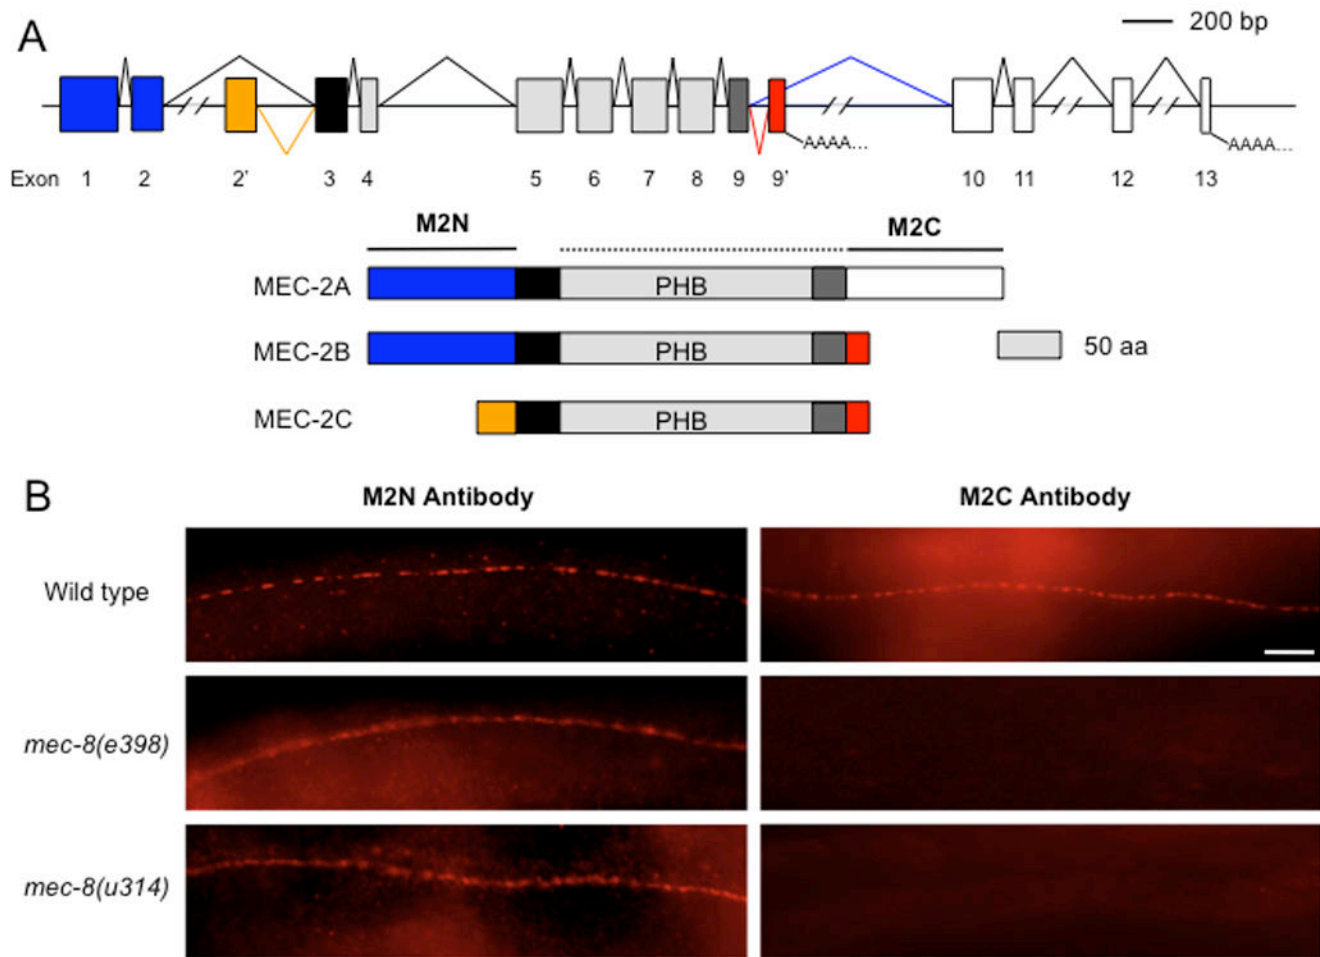 A
200 bp
AAAA...
AAAA...
Exon 1 2 2' 3 4 5 6 7 8 9 9' 10 11 12 13
M2N
M2C
MEC-2A
PHB
MEC-2B
PHB
50 aa
MEC-2C
PHB
B
M2N Antibody
M2C Antibody
Wild type
mec-8(e398)
mec-8(u314)